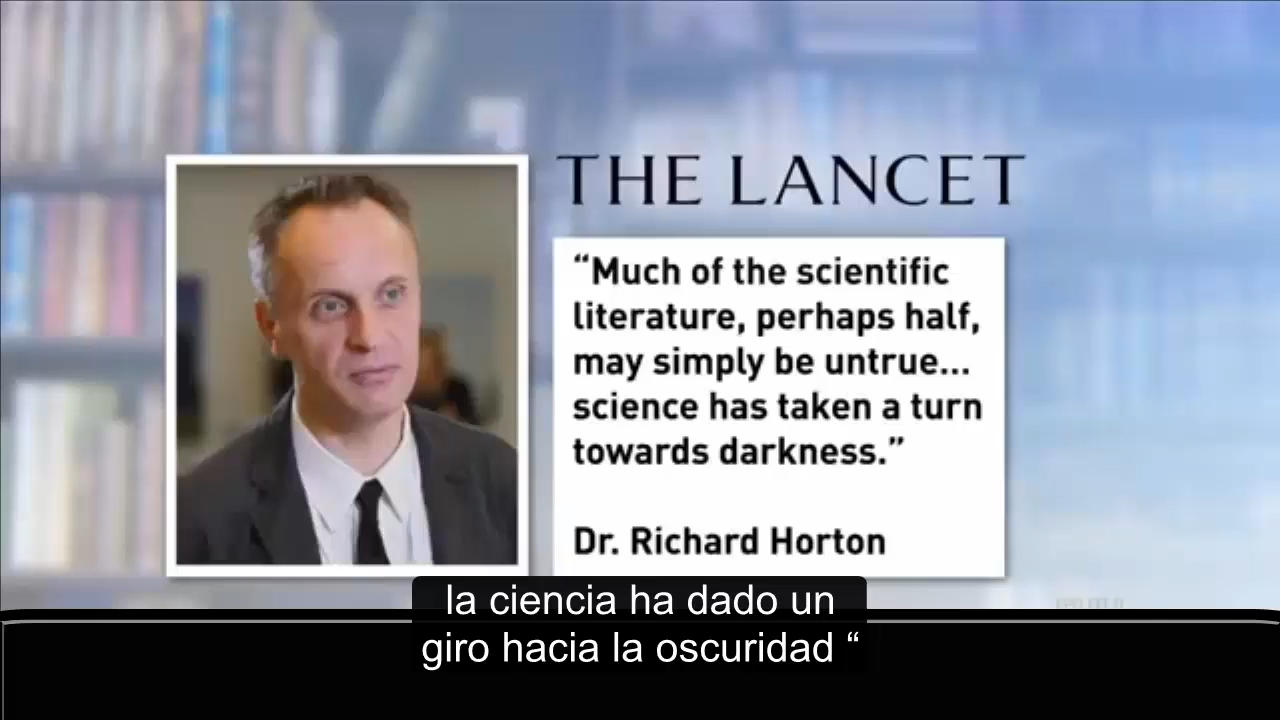 THE LANCET
“Much of the scientific
literature, perhaps half,
may simply be untrue...
science has taken a turn
towards darkness.”
Dr. Richard Horton
la ciencia ha dado un
giro hacia la oscuridad “